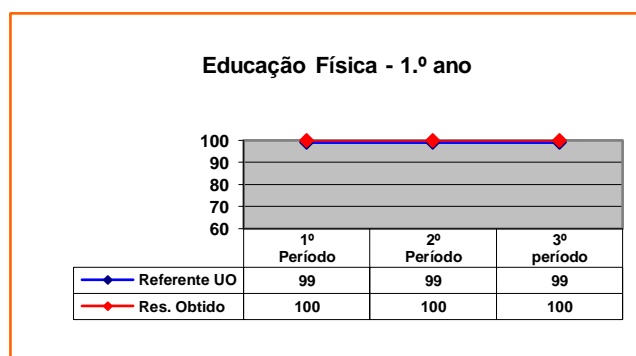 Educação Física - 1.º ano
100
90
80
70
60
1º Período
2º Período
3º período
Referente UO 99 99 99
Res. Obtido 100 100 100